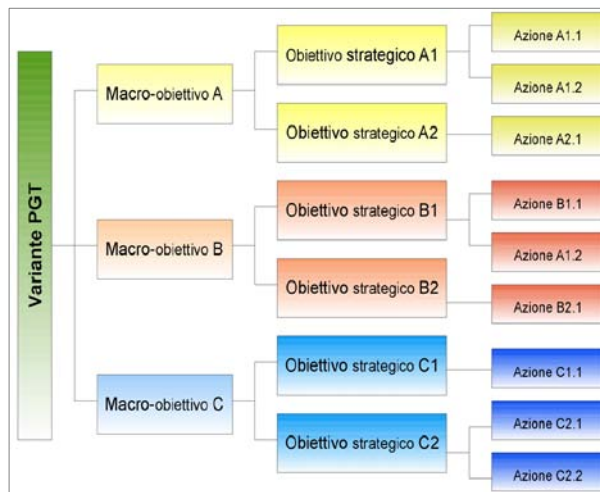 Variante PGT
Macro-obiettivo A
Obiettivo strategico A1
Azione A1.1
Azione A1.2
Obiettivo strategico A2
Azione A2.1
Macro-obiettivo B
Obiettivo strategico B1
Azione B1.1
Azione A1.2
Obiettivo strategico B2
Azione B2.1
Macro-obiettivo C
Obiettivo strategico C1
Azione C1.1
Obiettivo strategico C2
Azione C2.1
Azione C2.2